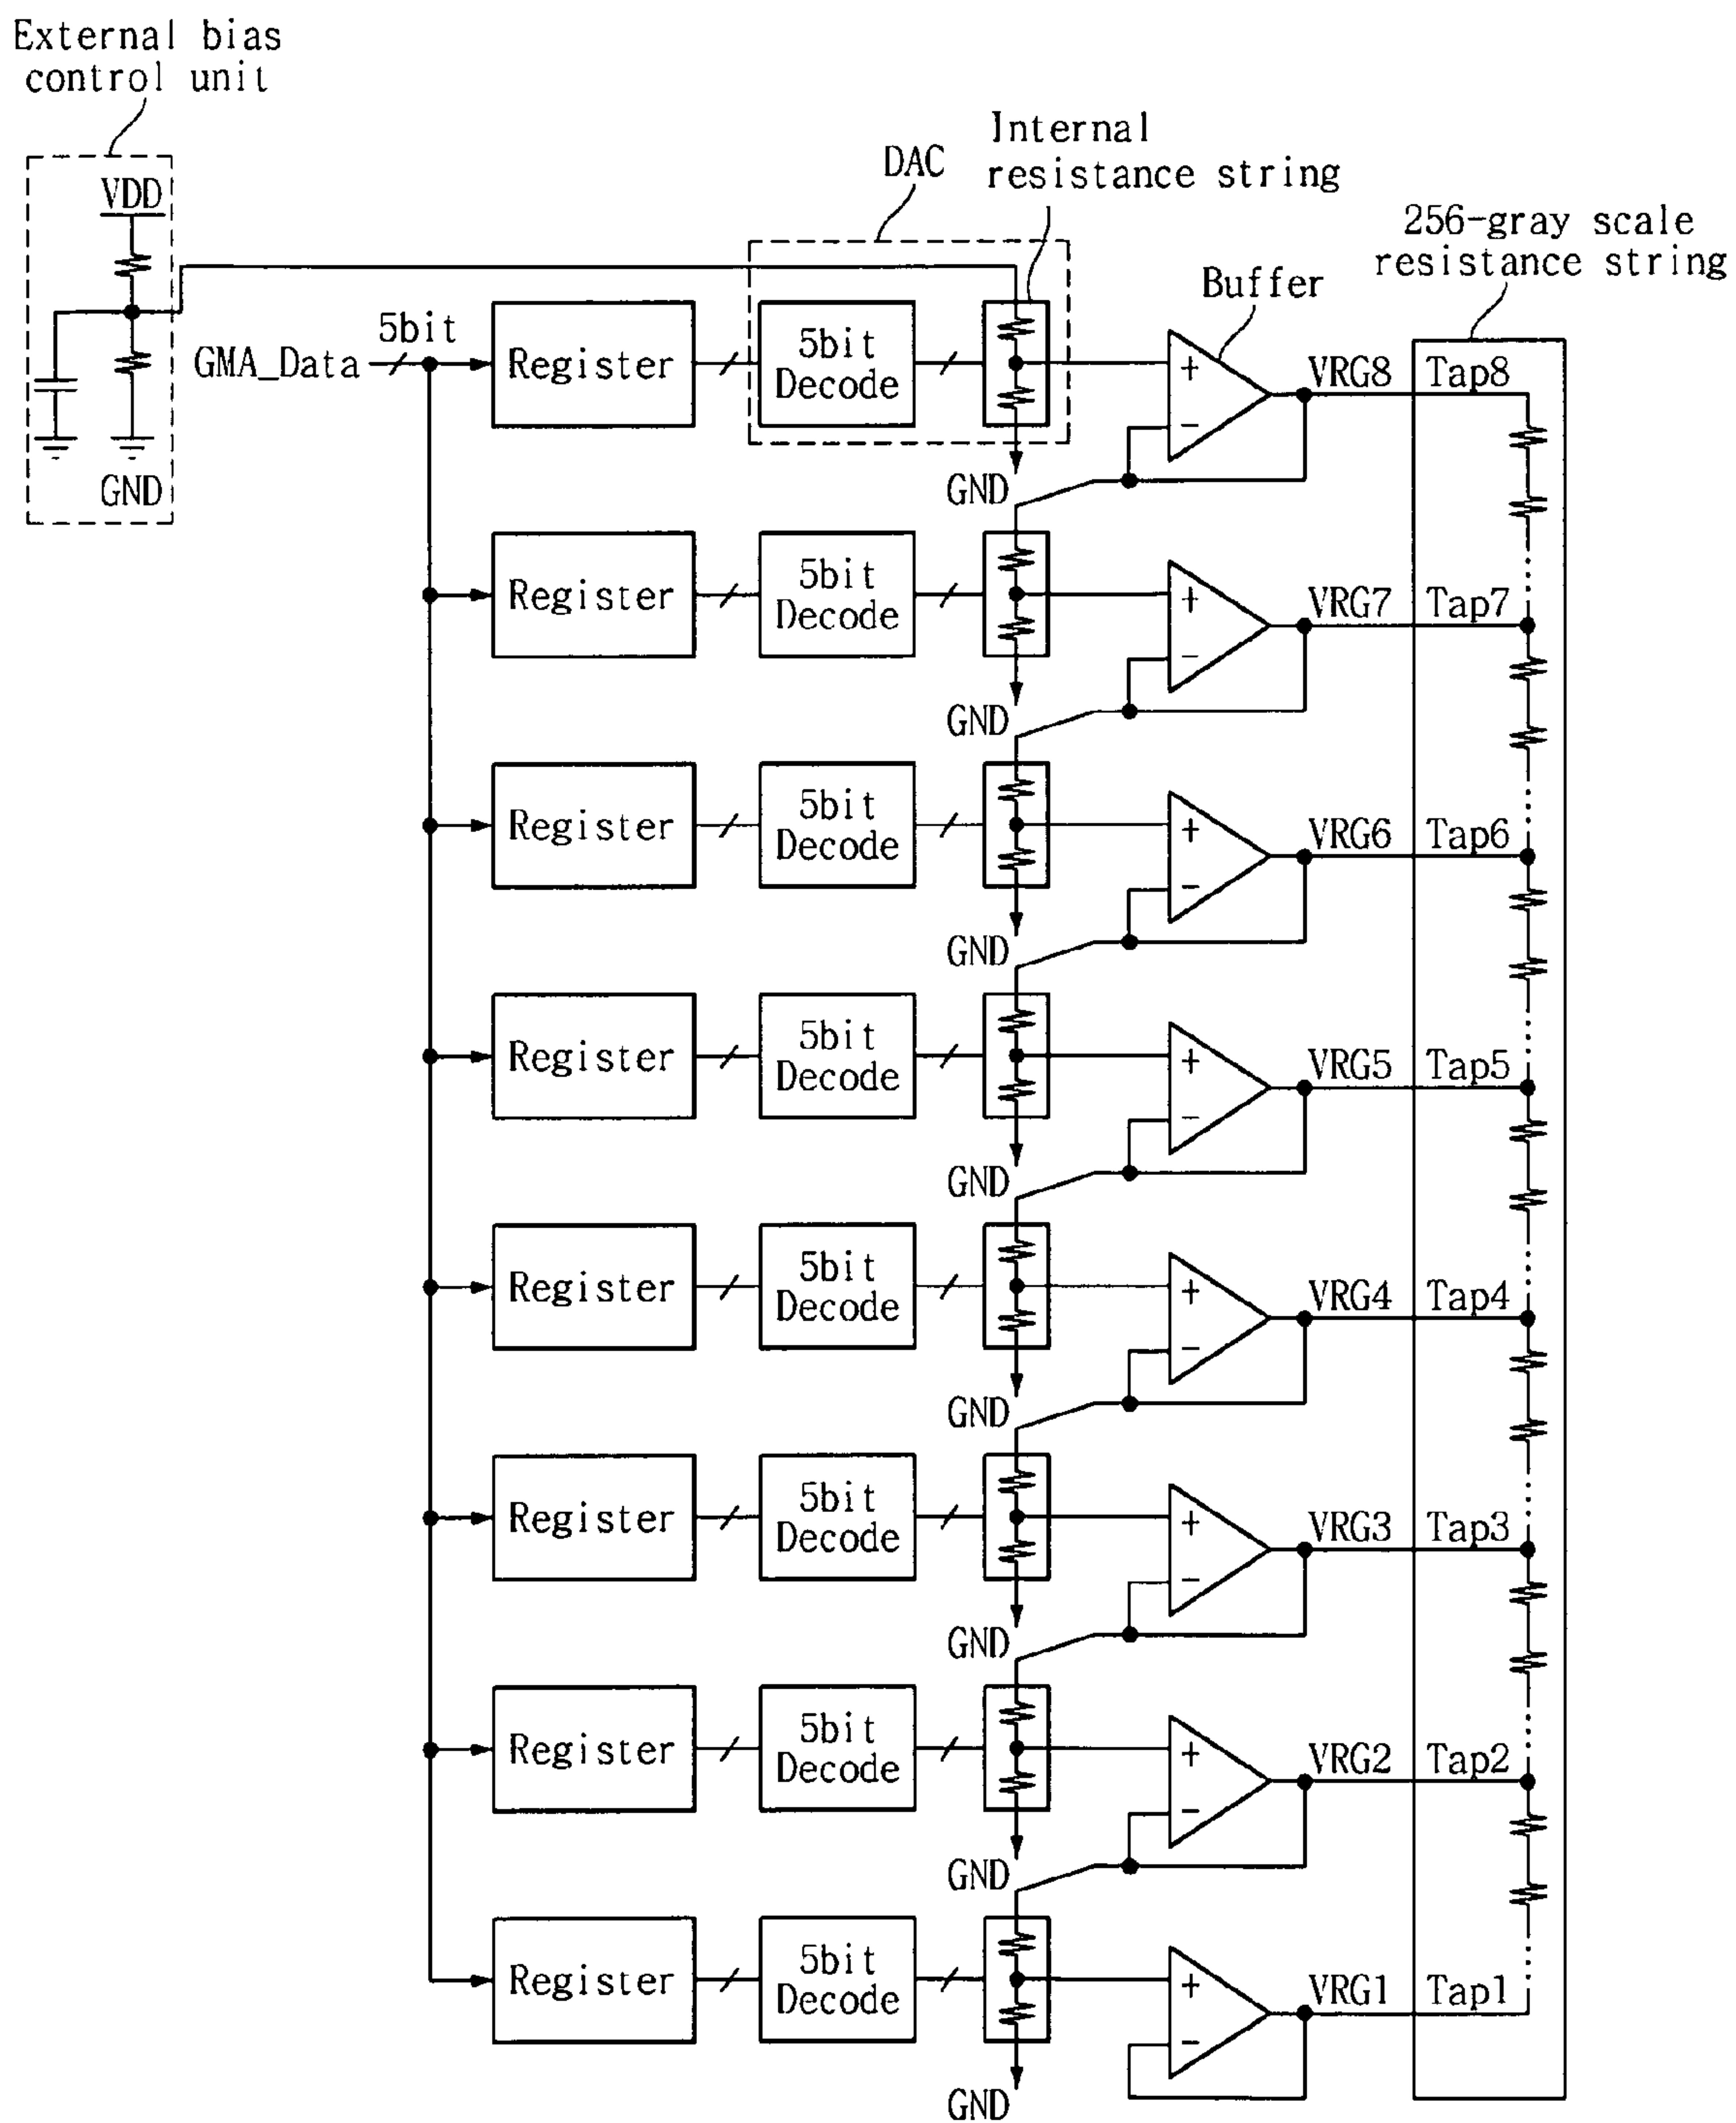 External bias
control unit
VDD
GND
DAC
Internal
resistance string
Buffer
256-gray scale
resistance string
GMA_Data
5bit
Register
5bit
Decode
GND
+
−
VRG8
Tap8
Register
5bit
Decode
GND
+
−
VRG7
Tap7
Register
5bit
Decode
GND
+
−
VRG6
Tap6
Register
5bit
Decode
GND
+
−
VRG5
Tap5
Register
5bit
Decode
GND
+
−
VRG4
Tap4
Register
5bit
Decode
GND
+
−
VRG3
Tap3
Register
5bit
Decode
GND
+
−
VRG2
Tap2
Register
5bit
Decode
GND
+
−
VRG1
Tap1